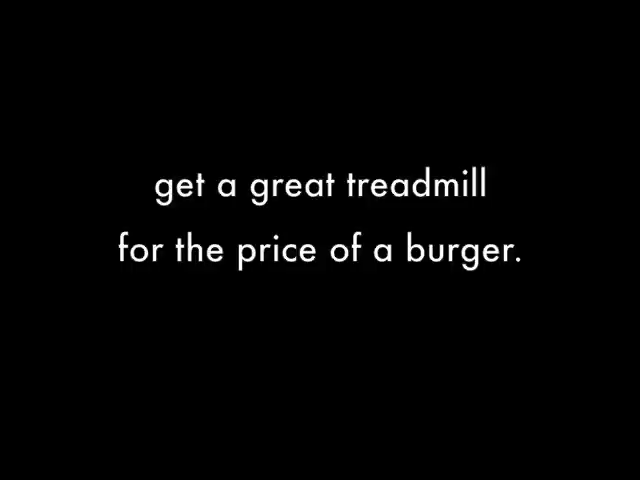 get a great treadmill
for the price of a burger.